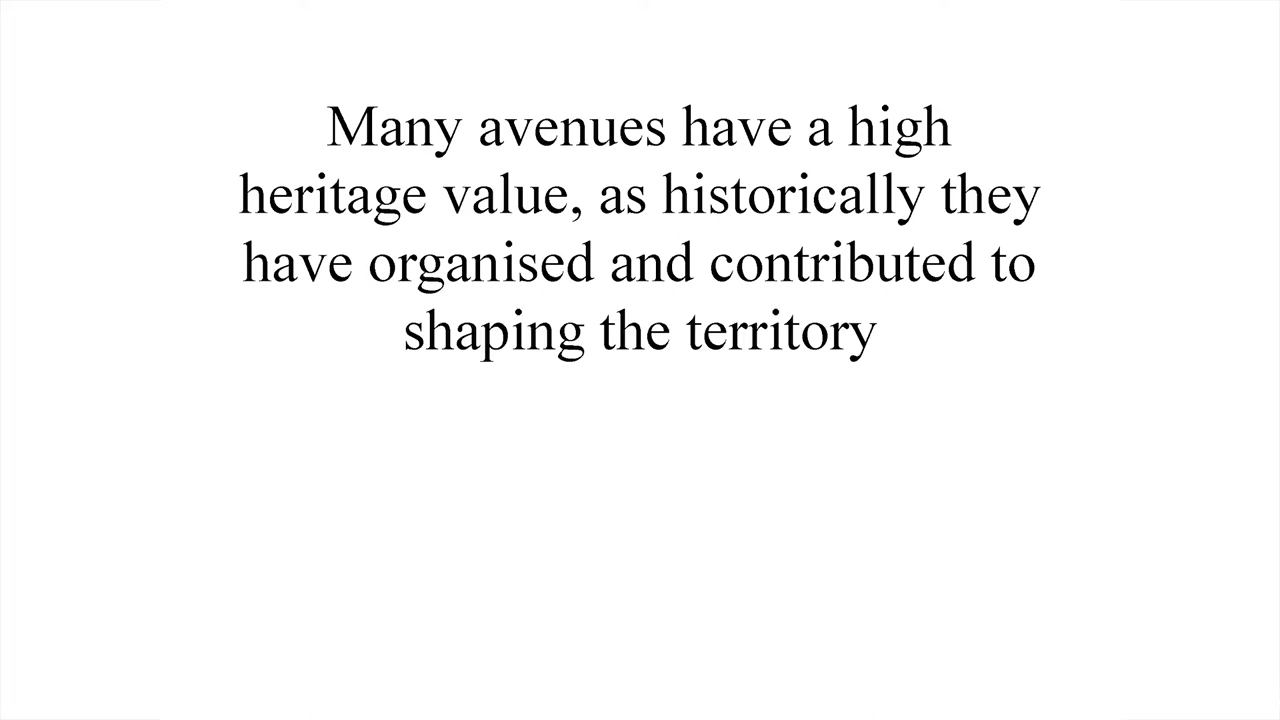 Many avenues have a high
heritage value, as historically they
have organised and contributed to
shaping the territory